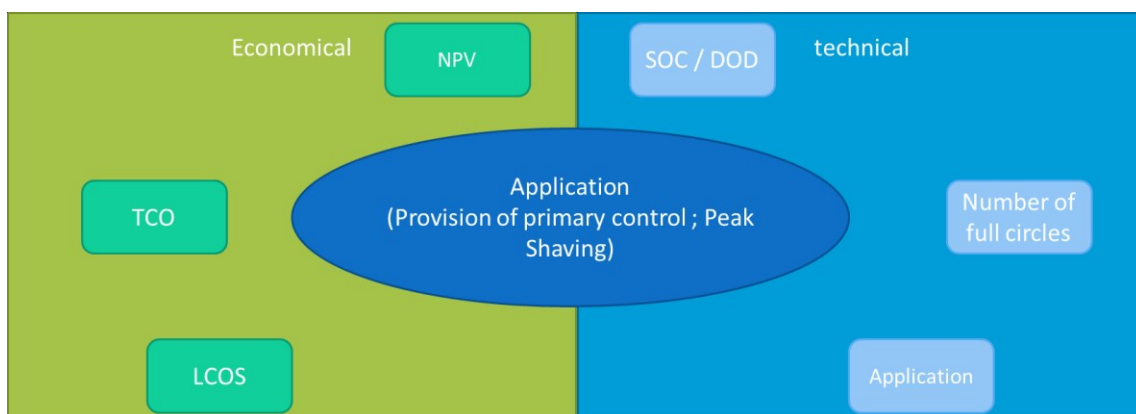 Economical
NPV
SOC / DOD
technical
Application
(Provision of primary control ; Peak
Shaving)
TCO
Number of
full circles
LCOS
Application